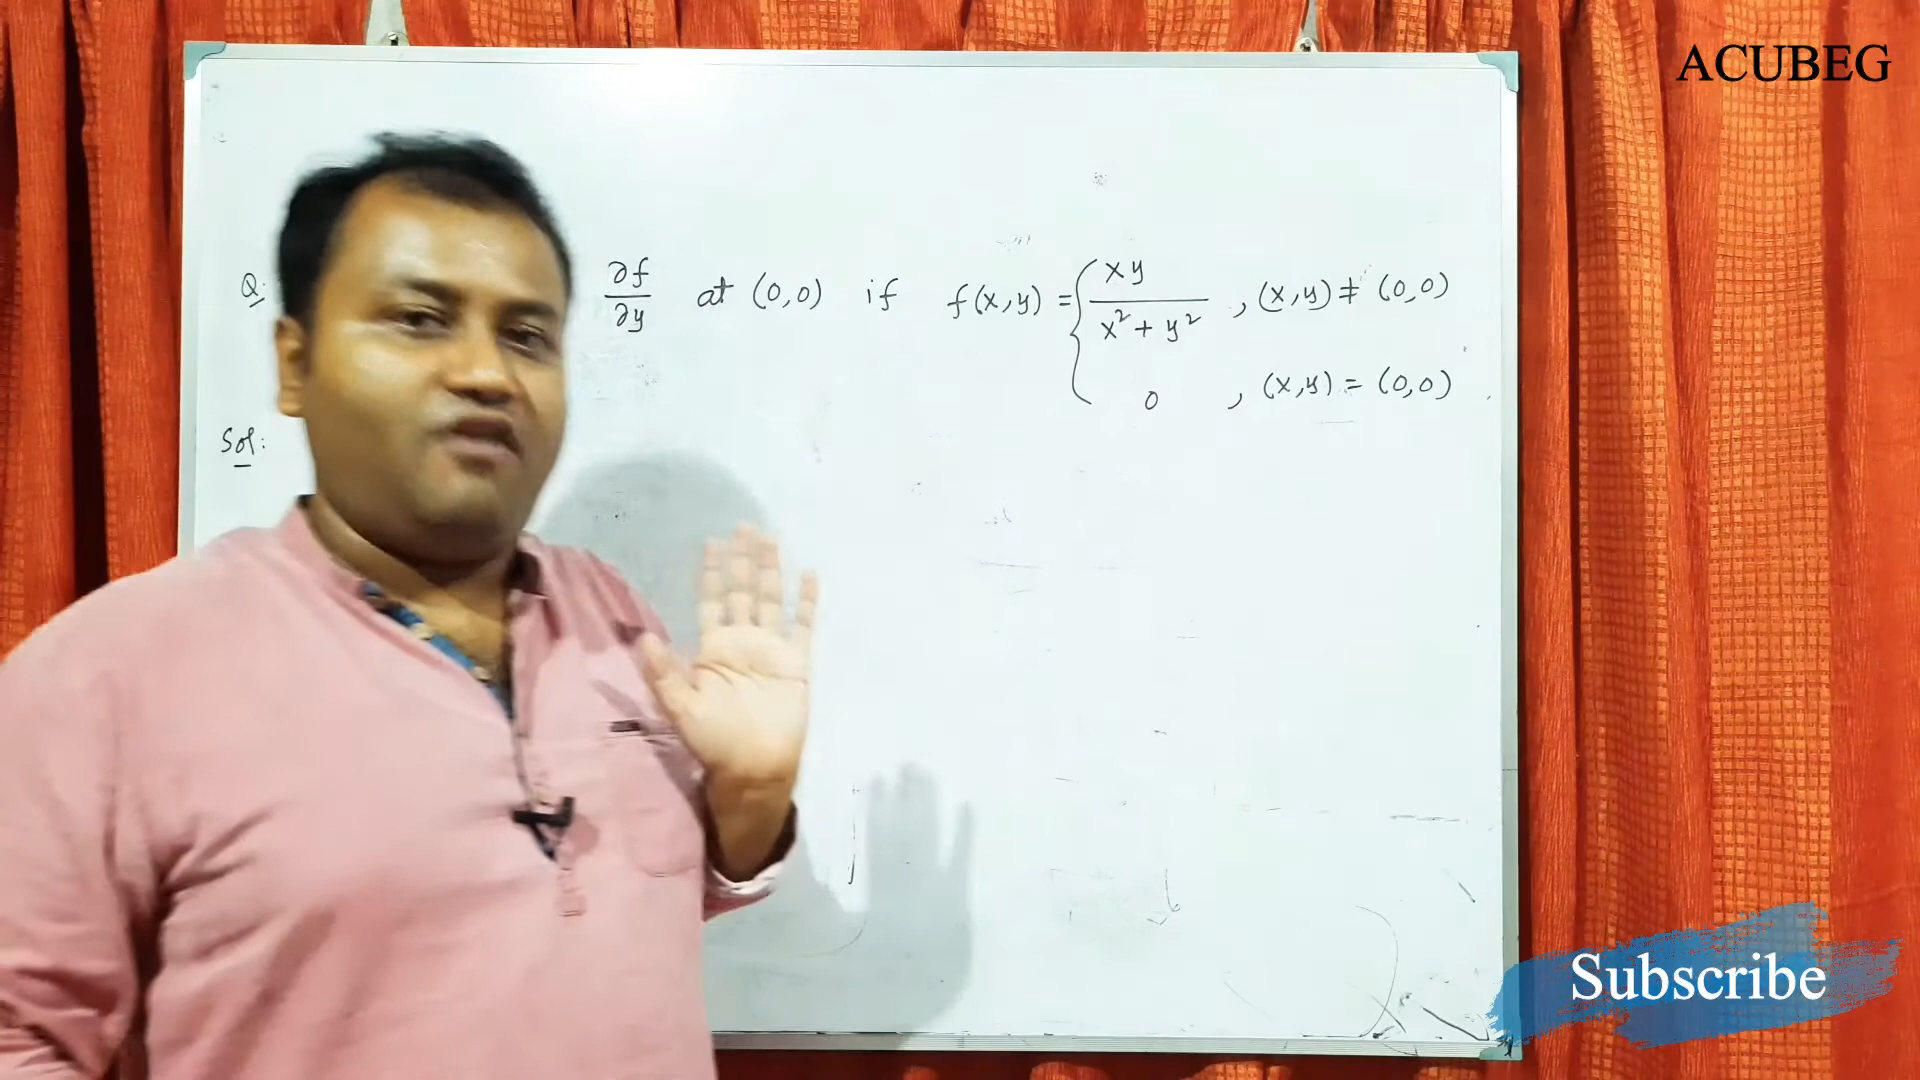 ACUBEG
Q. ∂f/∂y at (0,0) if f(x,y) = { xy/(x²+y²) , (x,y) ≠ (0,0)
0 , (x,y) = (0,0)
Sol:
Subscribe